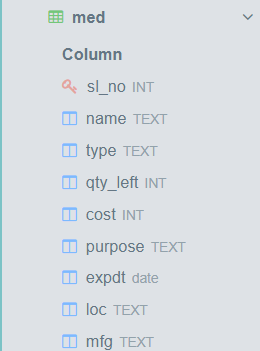 med
Column
sl_no INT
name TEXT
type TEXT
qty_left INT
cost INT
purpose TEXT
expdt date
loc TEXT
mfg TEXT